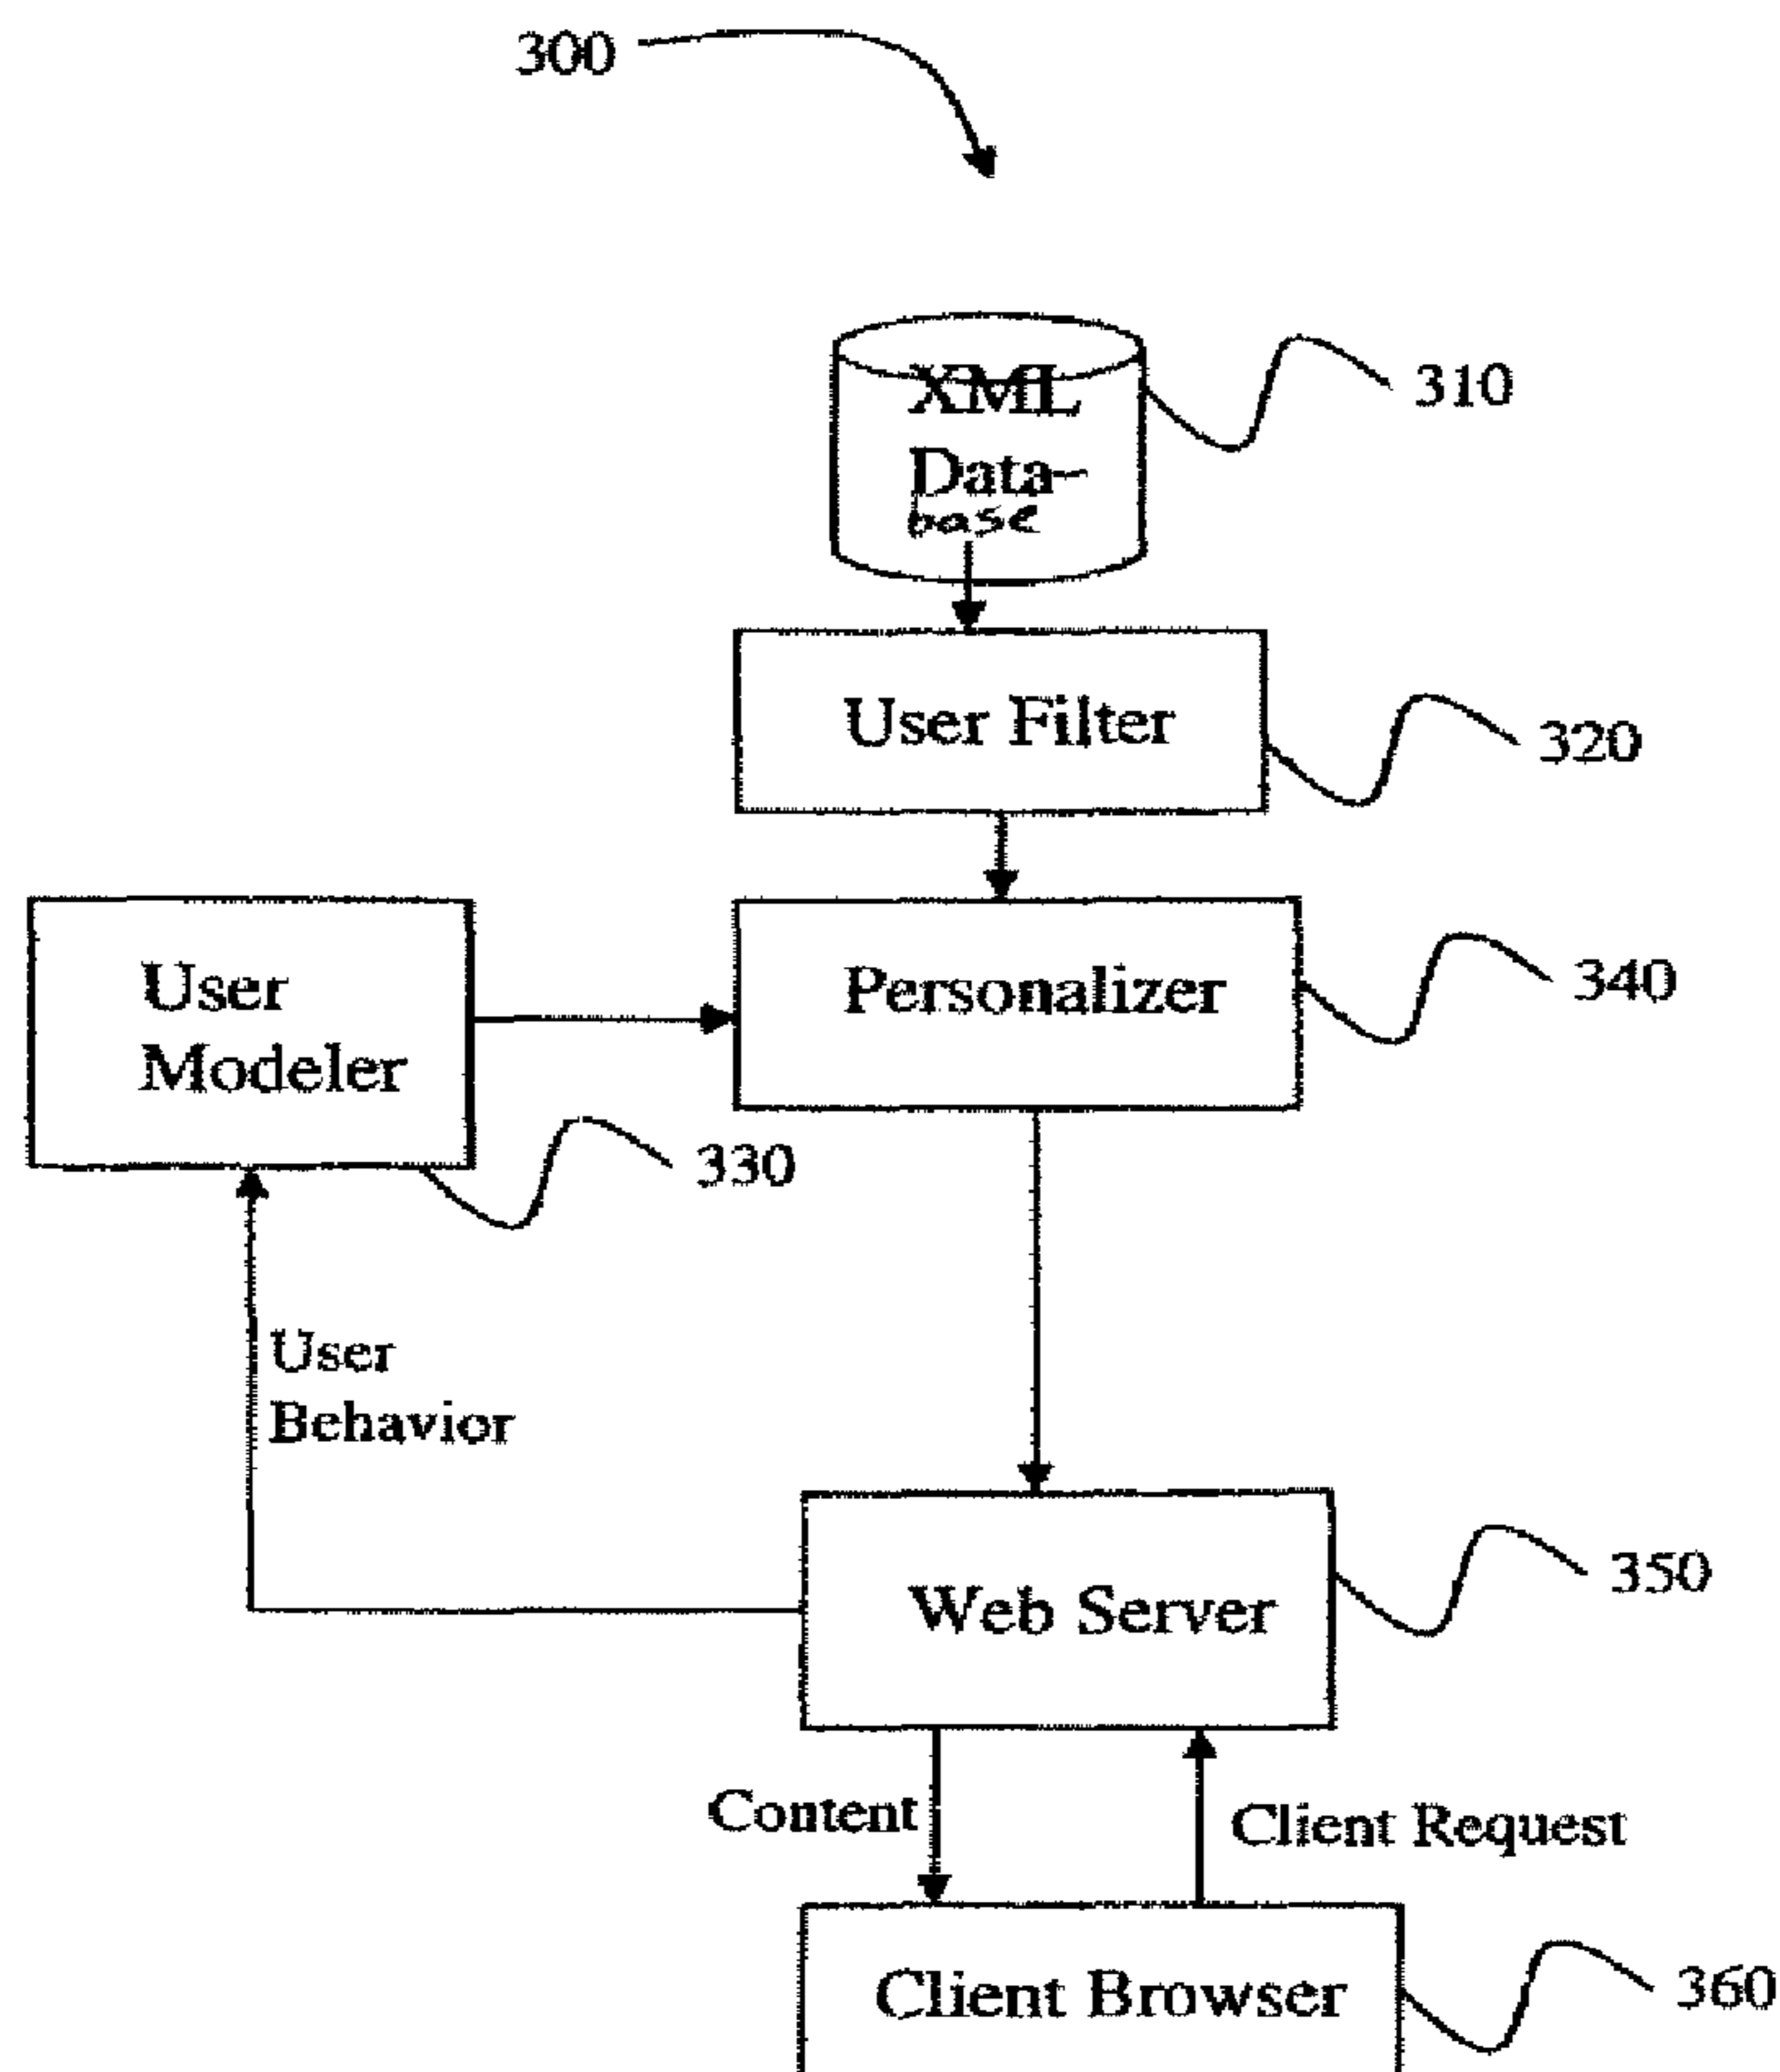 300
XML
Data-
base
310
User Filter
320
User
Modeler
Personalizer
340
330
User
Behavior
Web Server
350
Content
Client Request
Client Browser
360